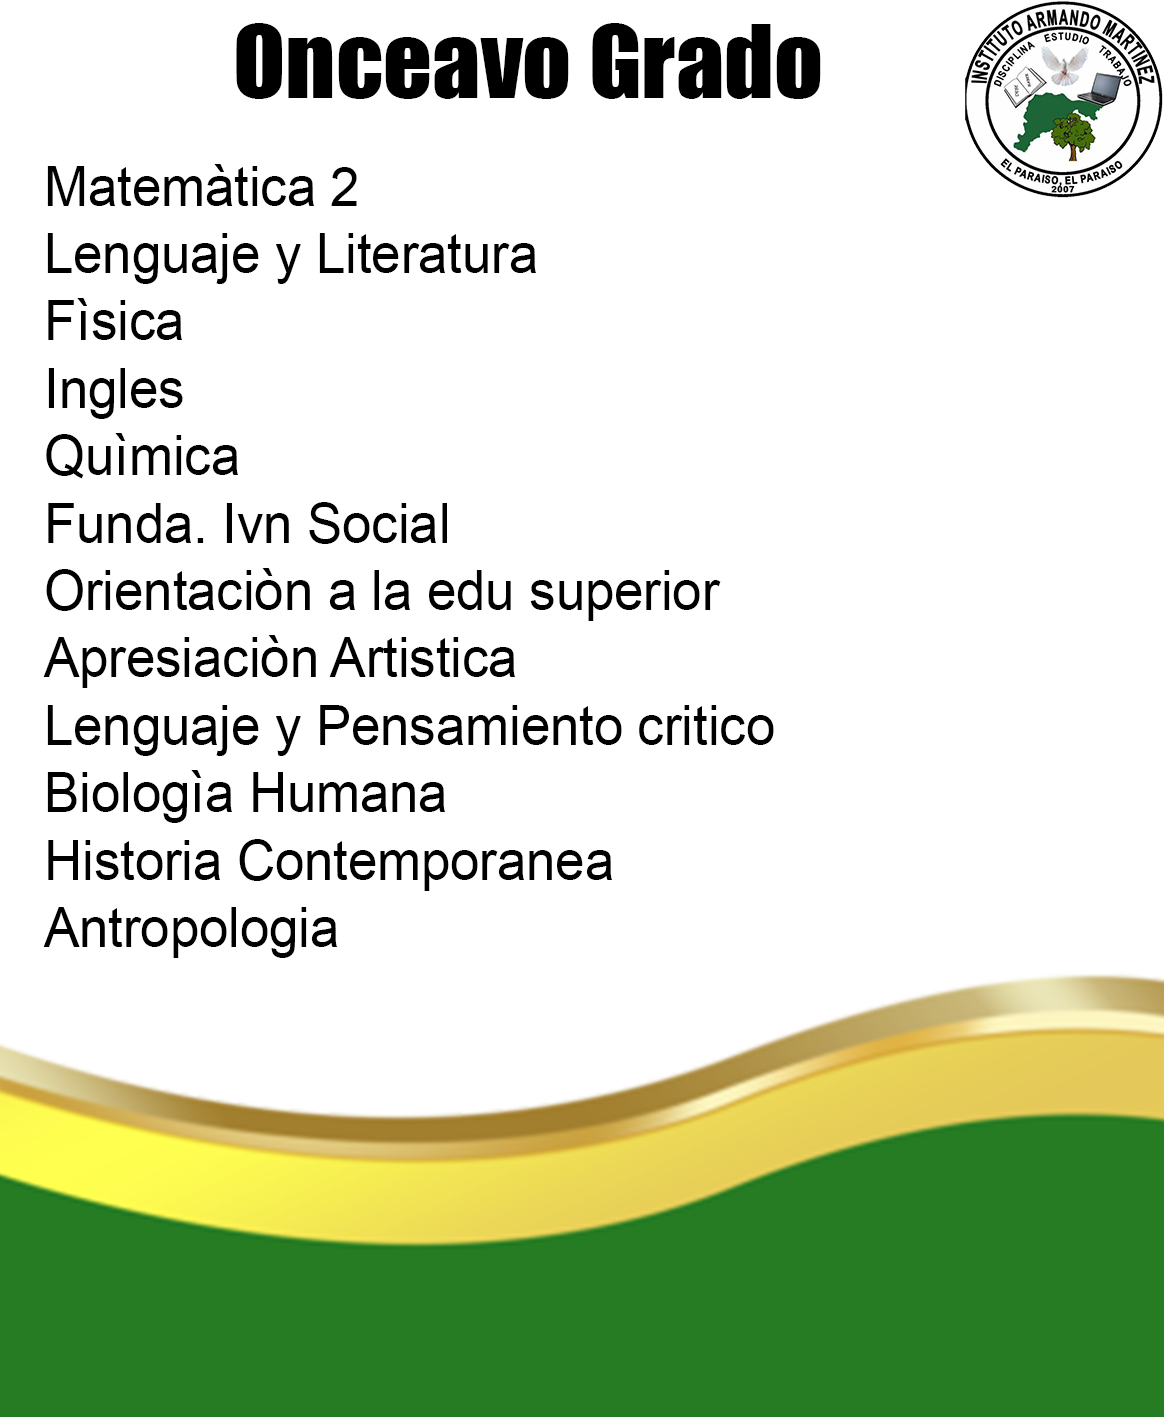 Onceavo Grado
INSTITUTO ARMANDO MARTINEZ
DISCIPLINA ESTUDIO TRABAJO
EL PARAISO, EL PARAISO
2007
Matemàtica 2
Lenguaje y Literatura
Fìsica
Ingles
Quìmica
Funda. Ivn Social
Orientaciòn a la edu superior
Apresiaciòn Artistica
Lenguaje y Pensamiento critico
Biologìa Humana
Historia Contemporanea
Antropologia